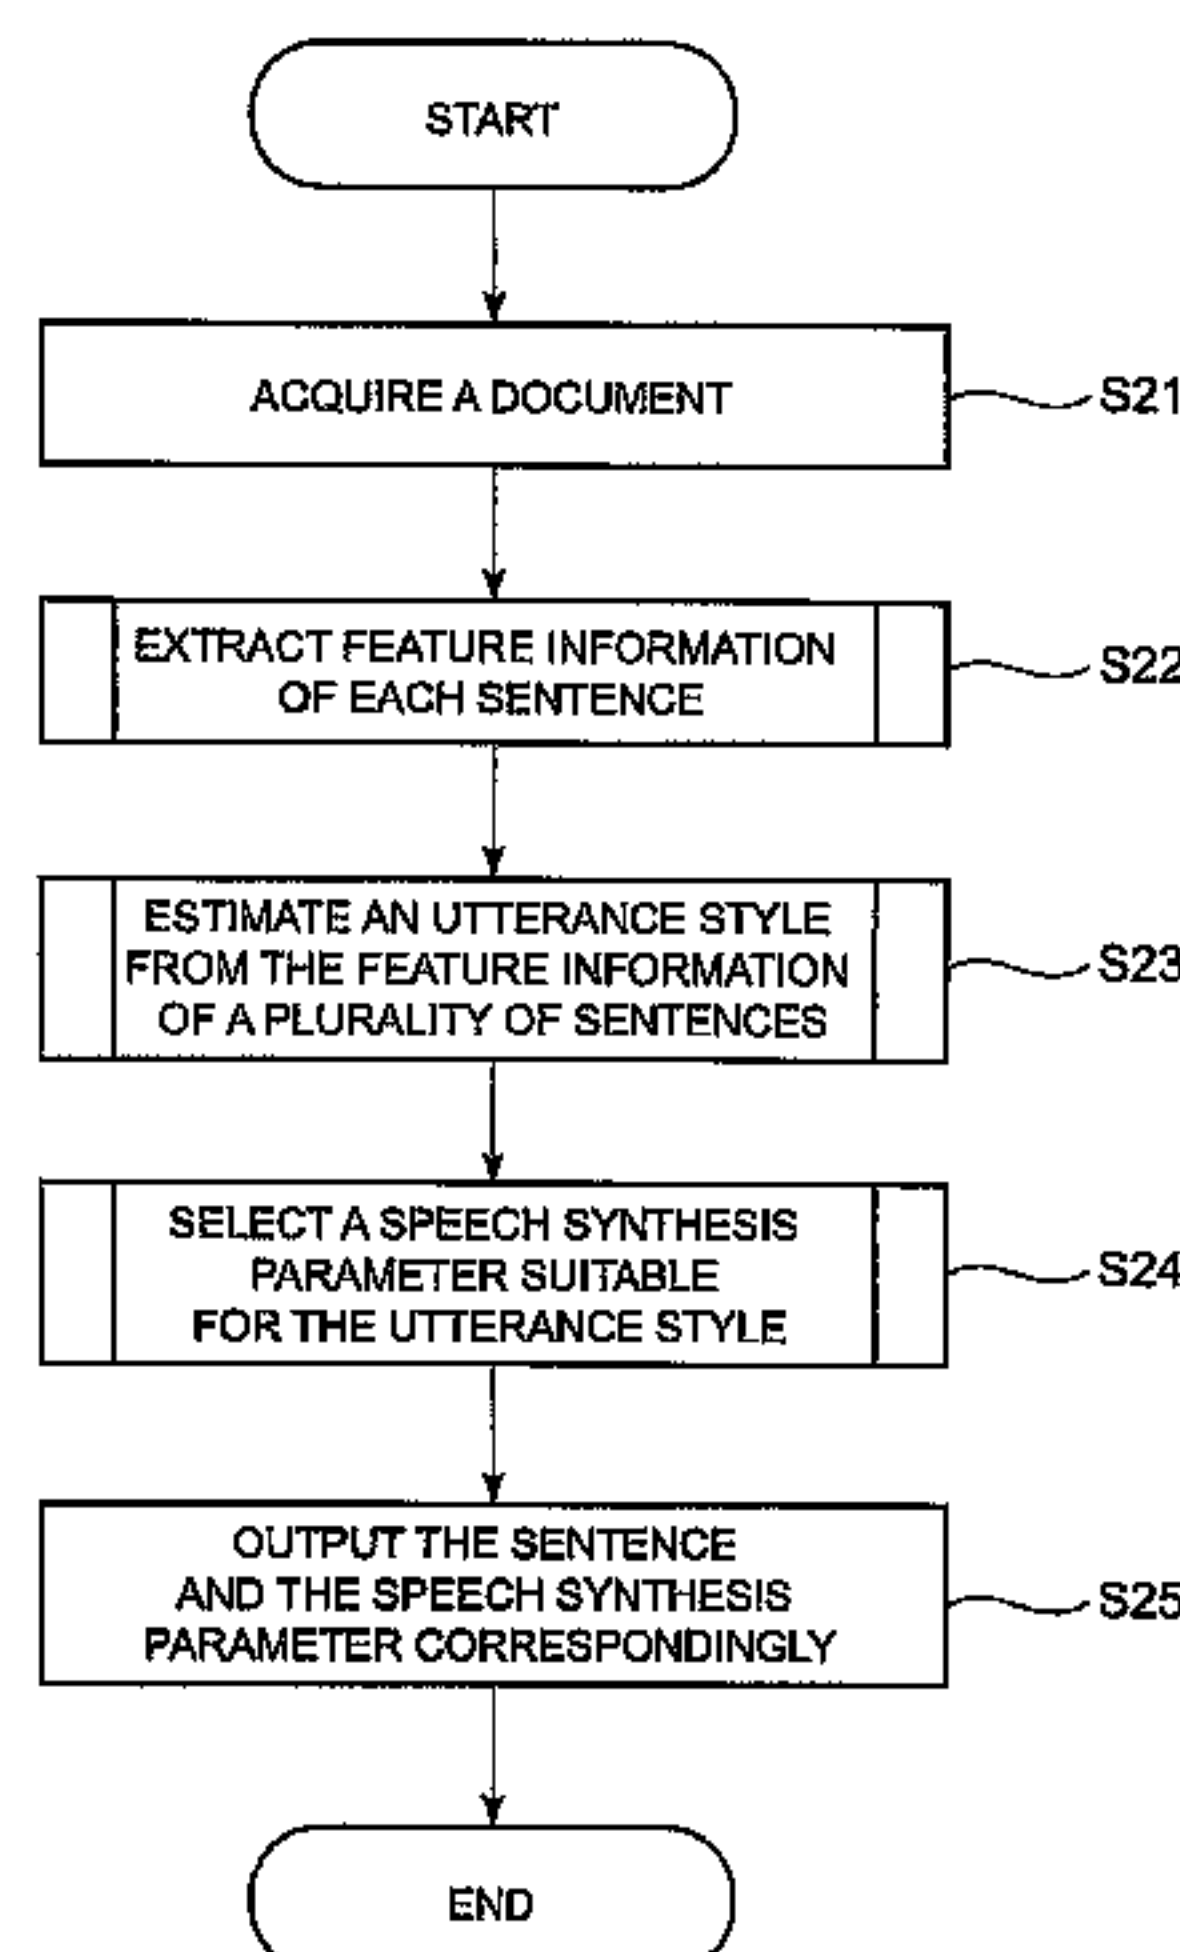 START
ACQUIRE A DOCUMENT
S21
EXTRACT FEATURE INFORMATION
OF EACH SENTENCE
S22
ESTIMATE AN UTTERANCE STYLE
FROM THE FEATURE INFORMATION
OF A PLURALITY OF SENTENCES
S23
SELECT A SPEECH SYNTHESIS
PARAMETER SUITABLE
FOR THE UTTERANCE STYLE
S24
OUTPUT THE SENTENCE
AND THE SPEECH SYNTHESIS
PARAMETER CORRESPONDINGLY
S25
END